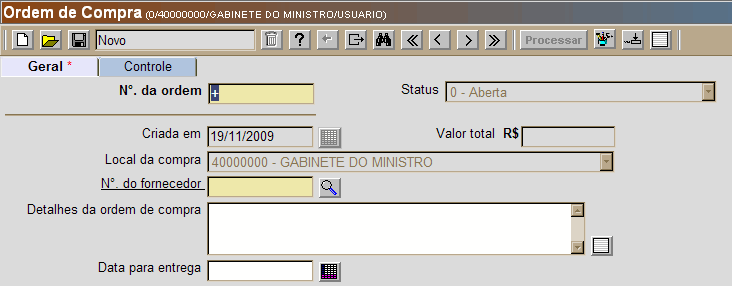 Ordem de Compra (0/40000000/GABINETE DO MINISTRO/USUARIO)
Novo ? Processar
Geral * Controle
N°. da ordem + Status 0 - Aberta
Criada em 19/11/2009 Valor total R$
Local da compra 40000000 - GABINETE DO MINISTRO
N°. do fornecedor
Detalhes da ordem de compra
Data para entrega